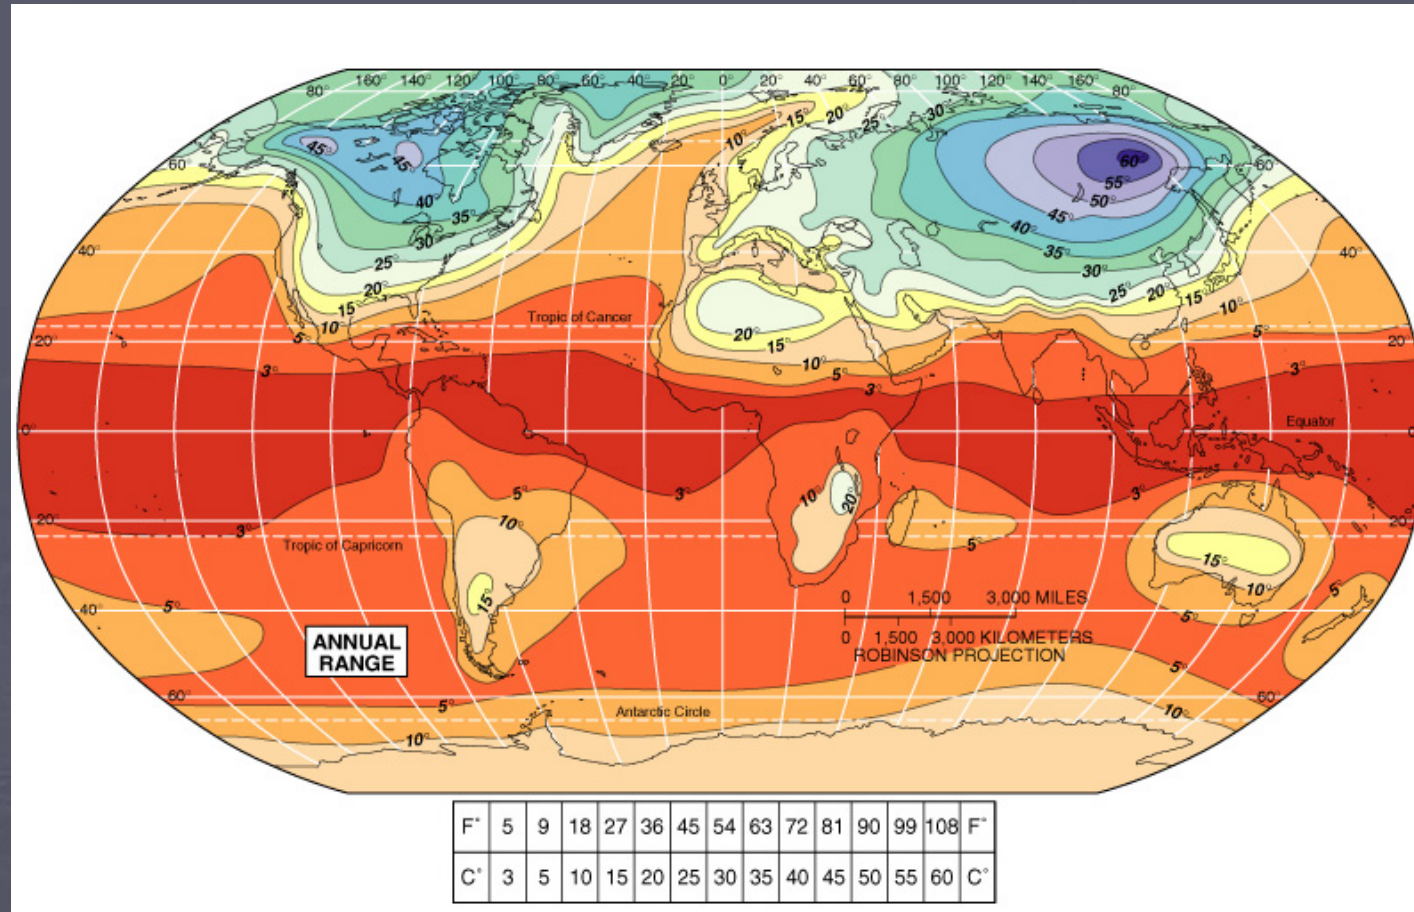 160° 140° 120° 100° 80° 60° 40° 20° 0° 20° 40° 60° 80° 100° 120° 140° 160°
80° 80°
15° 20° 25° 30°
10°
45° 45° 60°
60° 60°
55°
50°
40° 35° 45°
30° 40°
35°
40° 25° 30° 40°
20° 25° 20°
15° 15°
10° Tropic of Cancer
5° 20° 5°
20° 15° 20°
10°
3° 5° 3°
3°
Equator
0° 0°
5° 10° 20° 3°
3°
20° 10° 20°
3°
Tropic of Capricorn 5°
15°
10°
15° 0 1,500 3,000 MILES 5°
5° 40° 5°
0 1,500 3,000 KILOMETERS
ANNUAL
RANGE
ROBINSON PROJECTION
5°
60° 5° 60°
Antarctic Circle 10°
10°
F° 5 9 18 27 36 45 54 63 72 81 90 99 108 F°
C° 3 5 10 15 20 25 30 35 40 45 50 55 60 C°